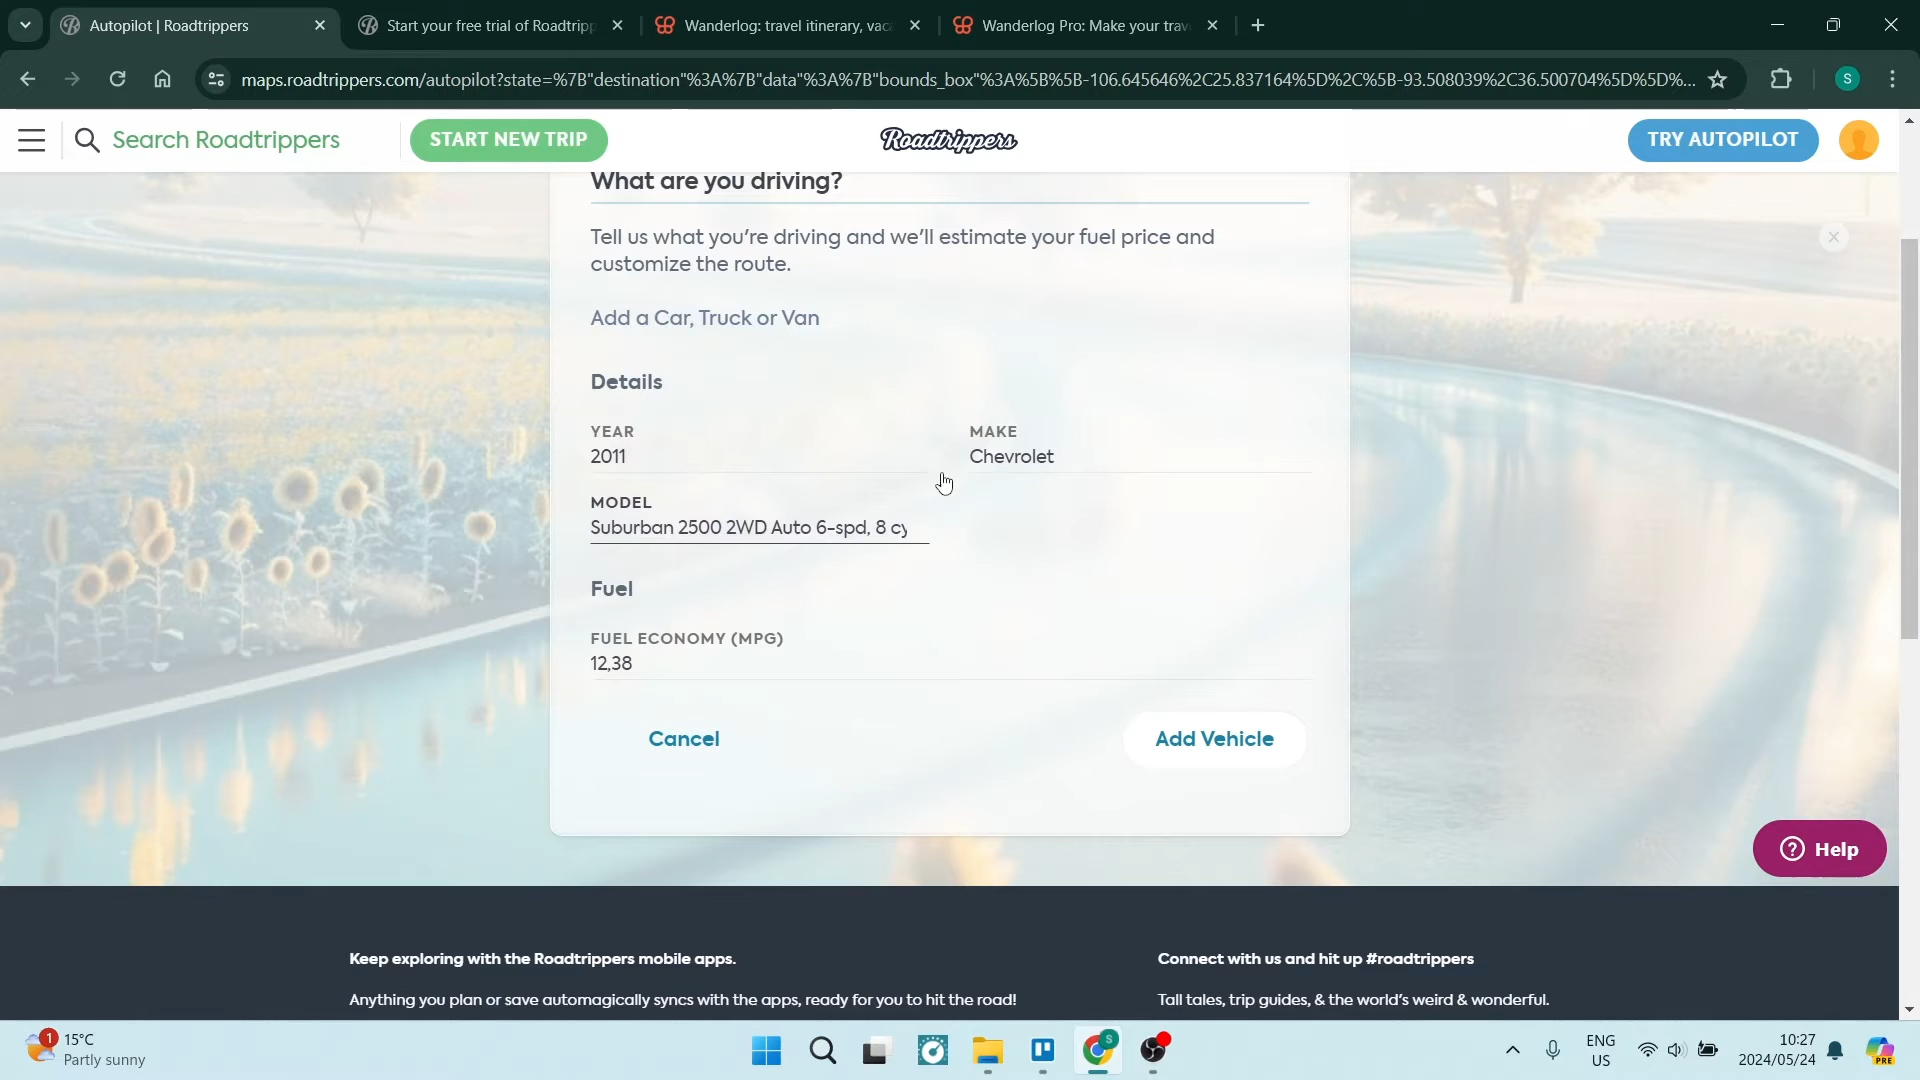 Autopilot | Roadtrippers
Start your free trial of Roadtripp
Wanderlog: travel itinerary, vac
Wanderlog Pro: Make your trav
maps.roadtrippers.com/autopilot?state=%7B"destination"%3A%7B"data"%3A%7B"bounds_box"%3A%5B%5B-106.645646%2C25.837164%5D%2C%5B-93.508039%2C36.500704%5D%5D%...
S
Search Roadtrippers
START NEW TRIP
Roadtrippers
TRY AUTOPILOT
What are you driving?
Tell us what you're driving and we'll estimate your fuel price and
customize the route.
Add a Car, Truck or Van
Details
YEAR
2011
MAKE
Chevrolet
MODEL
Suburban 2500 2WD Auto 6-spd, 8 cy
Fuel
FUEL ECONOMY (MPG)
12,38
Cancel
Add Vehicle
? Help
Keep exploring with the Roadtrippers mobile apps.
Anything you plan or save automagically syncs with the apps, ready for you to hit the road!
Connect with us and hit up #roadtrippers
Tall tales, trip guides, & the world's weird & wonderful.
1
15°C
Partly sunny
S
ENG
US
10:27
2024/05/24
PRE